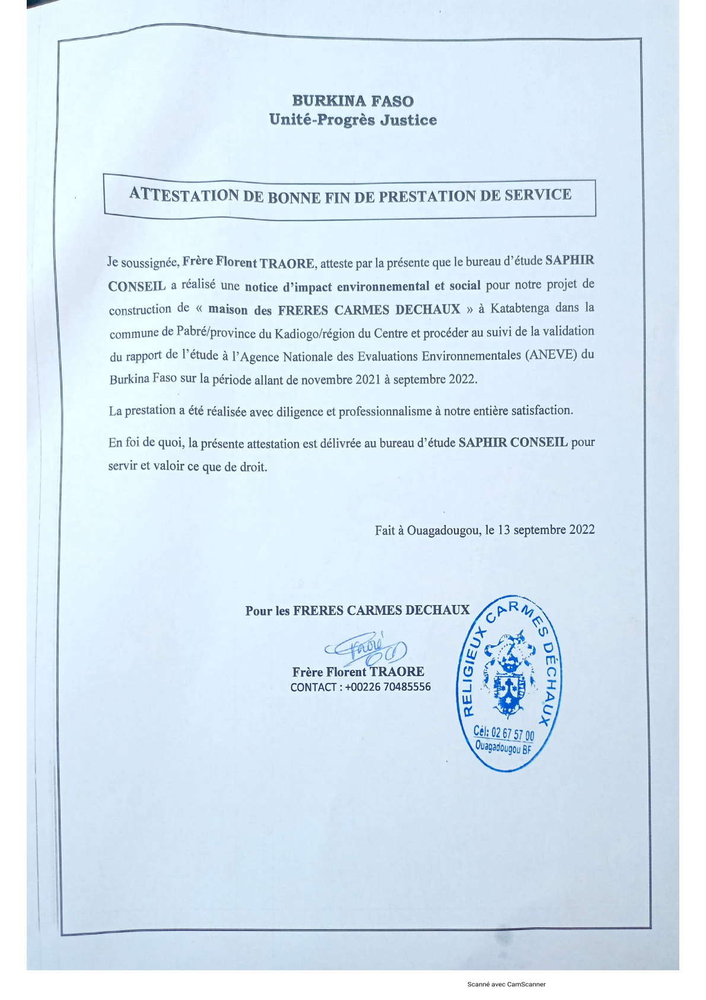 BURKINA FASO
Unité-Progrès Justice
ATTESTATION DE BONNE FIN DE PRESTATION DE SERVICE
Je soussignée, Frère Florent TRAORE, atteste par la présente que le bureau d’étude SAPHIR
CONSEIL a réalisé une notice d’impact environnemental et social pour notre projet de
construction de « maison des FRERES CARMES DECHAUX » à Katabtenga dans la
commune de Pabré/province du Kadiogo/région du Centre et procéder au suivi de la validation
du rapport de l’étude à l’Agence Nationale des Evaluations Environnementales (ANEVE) du
Burkina Faso sur la période allant de novembre 2021 à septembre 2022.
La prestation a été réalisée avec diligence et professionnalisme à notre entière satisfaction.
En foi de quoi, la présente attestation est délivrée au bureau d’étude SAPHIR CONSEIL pour
servir et valoir ce que de droit.
Fait à Ouagadougou, le 13 septembre 2022
Pour les FRERES CARMES DECHAUX
Frère Florent TRAORE
CONTACT : +00226 70485556
RELIGIEUX CARMES DÉCHAUX
Cél: 02 67 57 00
Ouagadougou BF
Scanné avec CamScanner